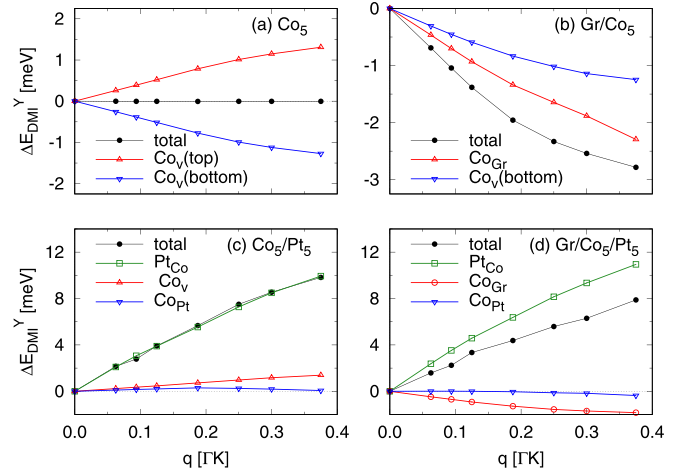 (a) Co5
ΔE_DMI^Y [meV]
2
1
0
-1
-2
total
Co_v(top)
Co_v(bottom)
(b) Gr/Co5
0
-1
-2
-3
total
Co_Gr
Co_v(bottom)
(c) Co5/Pt5
ΔE_DMI^Y [meV]
12
8
4
0
total
Pt_Co
Co_v
Co_Pt
0.0 0.1 0.2 0.3 0.4
q [ΓK]
(d) Gr/Co5/Pt5
12
8
4
0
total
Pt_Co
Co_Gr
Co_Pt
0.0 0.1 0.2 0.3 0.4
q [ΓK]